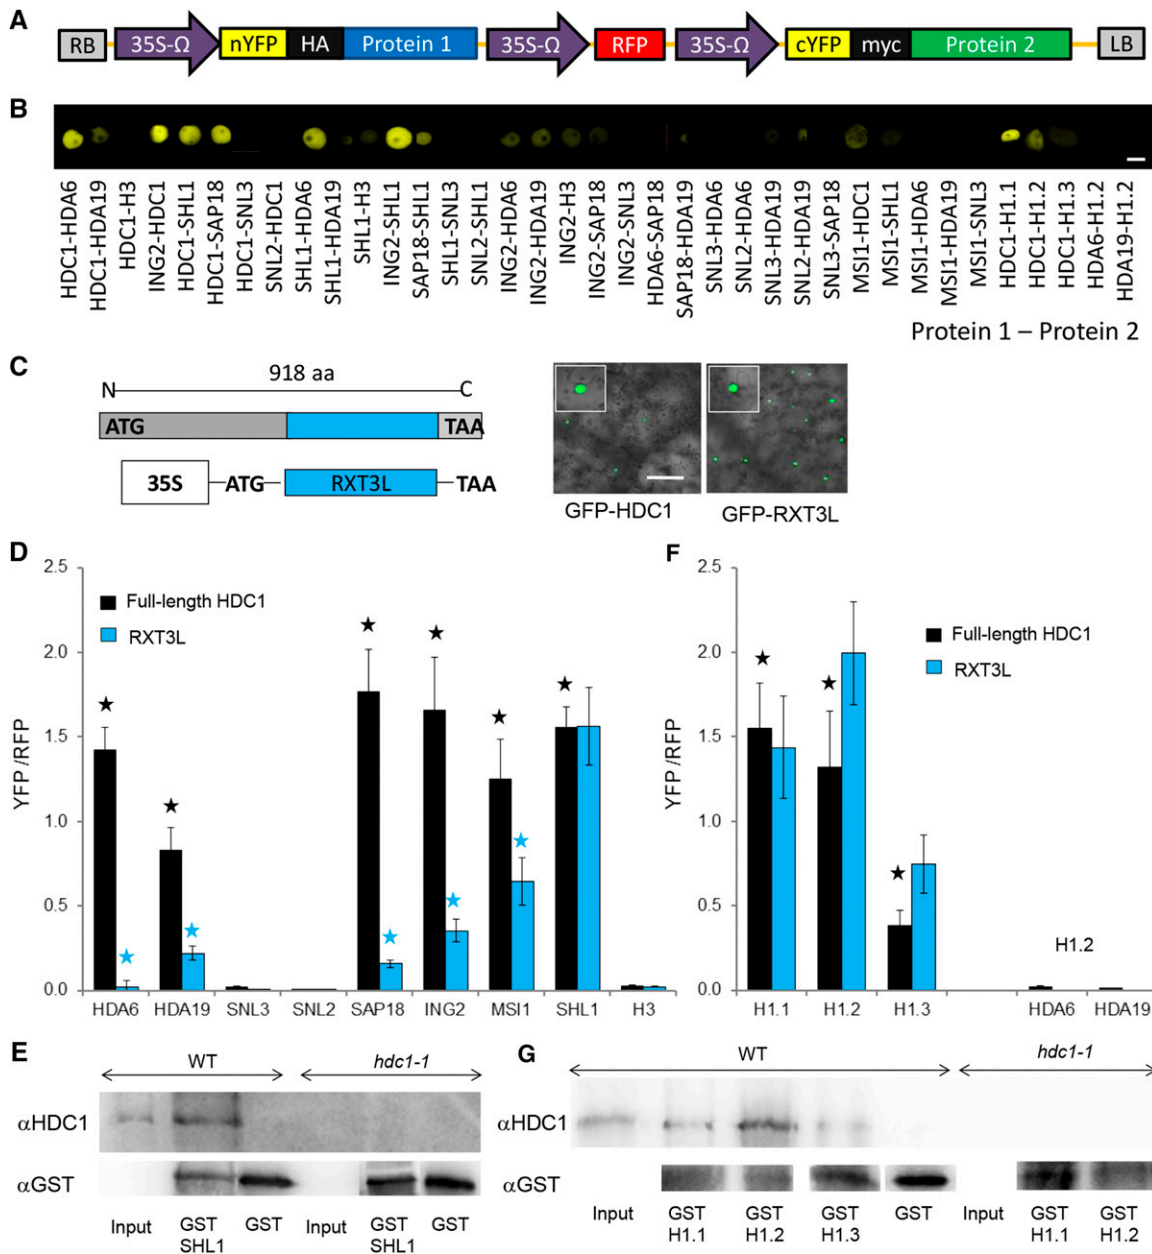 A
RB 35S-Ω nYFP HA Protein 1 35S-Ω RFP 35S-Ω cYFP myc Protein 2 LB
B
HDC1-HDA6
HDC1-HDA19
HDC1-H3
ING2-HDC1
HDC1-SHL1
HDC1-SAP18
HDC1-SNL3
SNL2-HDC1
SHL1-HDA6
SHL1-HDA19
SHL1-H3
ING2-SHL1
SAP18-SHL1
SHL1-SNL3
SNL2-SHL1
ING2-HDA6
ING2-HDA19
ING2-H3
ING2-SAP18
ING2-SNL3
HDA6-SAP18
SAP18-HDA19
SNL3-HDA6
SNL2-HDA6
SNL3-HDA19
SNL2-HDA19
SNL3-SAP18
MSI1-HDC1
MSI1-SHL1
MSI1-HDA6
MSI1-HDA19
MSI1-SNL3
HDC1-H1.1
HDC1-H1.2
HDC1-H1.3
HDA6-H1.2
HDA19-H1.2
Protein 1 – Protein 2
C
918 aa
N C
ATG TAA
35S ATG RXT3L TAA
GFP-HDC1 GFP-RXT3L
D
2.5
2.0
1.5
1.0
0.5
0.0
YFP /RFP
Full-length HDC1
RXT3L
HDA6 HDA19 SNL3 SNL2 SAP18 ING2 MSI1 SHL1 H3
F
2.5
2.0
1.5
1.0
0.5
0.0
YFP/RFP
Full-length HDC1
RXT3L
H1.2
H1.1 H1.2 H1.3 HDA6 HDA19
E
WT hdc1-1
αHDC1
αGST
Input GST SHL1 GST Input GST SHL1 GST
G
WT hdc1-1
αHDC1
αGST
Input GST H1.1 GST H1.2 GST H1.3 GST Input GST H1.1 GST H1.2